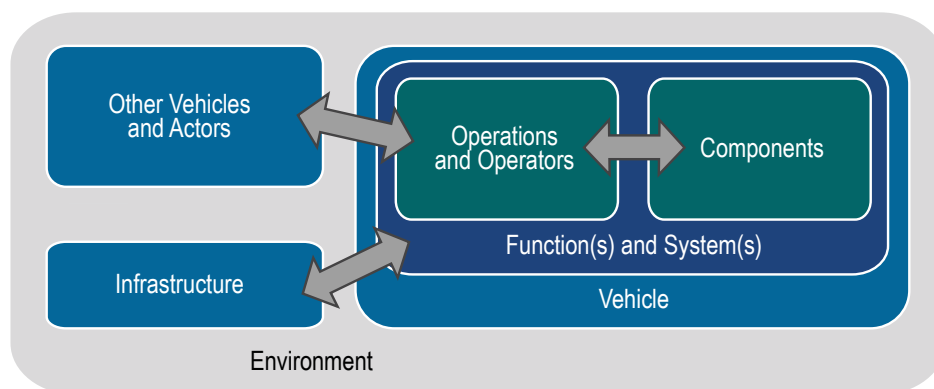 Other Vehicles
and Actors
Operations
and Operators
Components
Function(s) and System(s)
Infrastructure
Vehicle
Environment